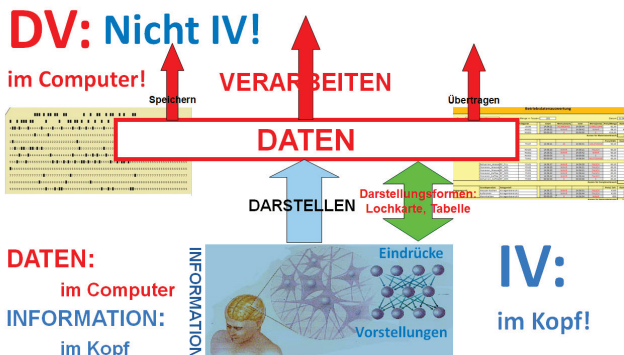 DV: Nicht IV!
im Computer!
VERARBEITEN
Speichern
Übertragen
Betriebsdatenauswertung
DATEN
DARSTELLEN
Darstellungsformen:
Lochkarte, Tabelle
DATEN:
im Computer
INFORMATION:
im Kopf
INFORMATION
Eindrücke
Vorstellungen
IV:
im Kopf!